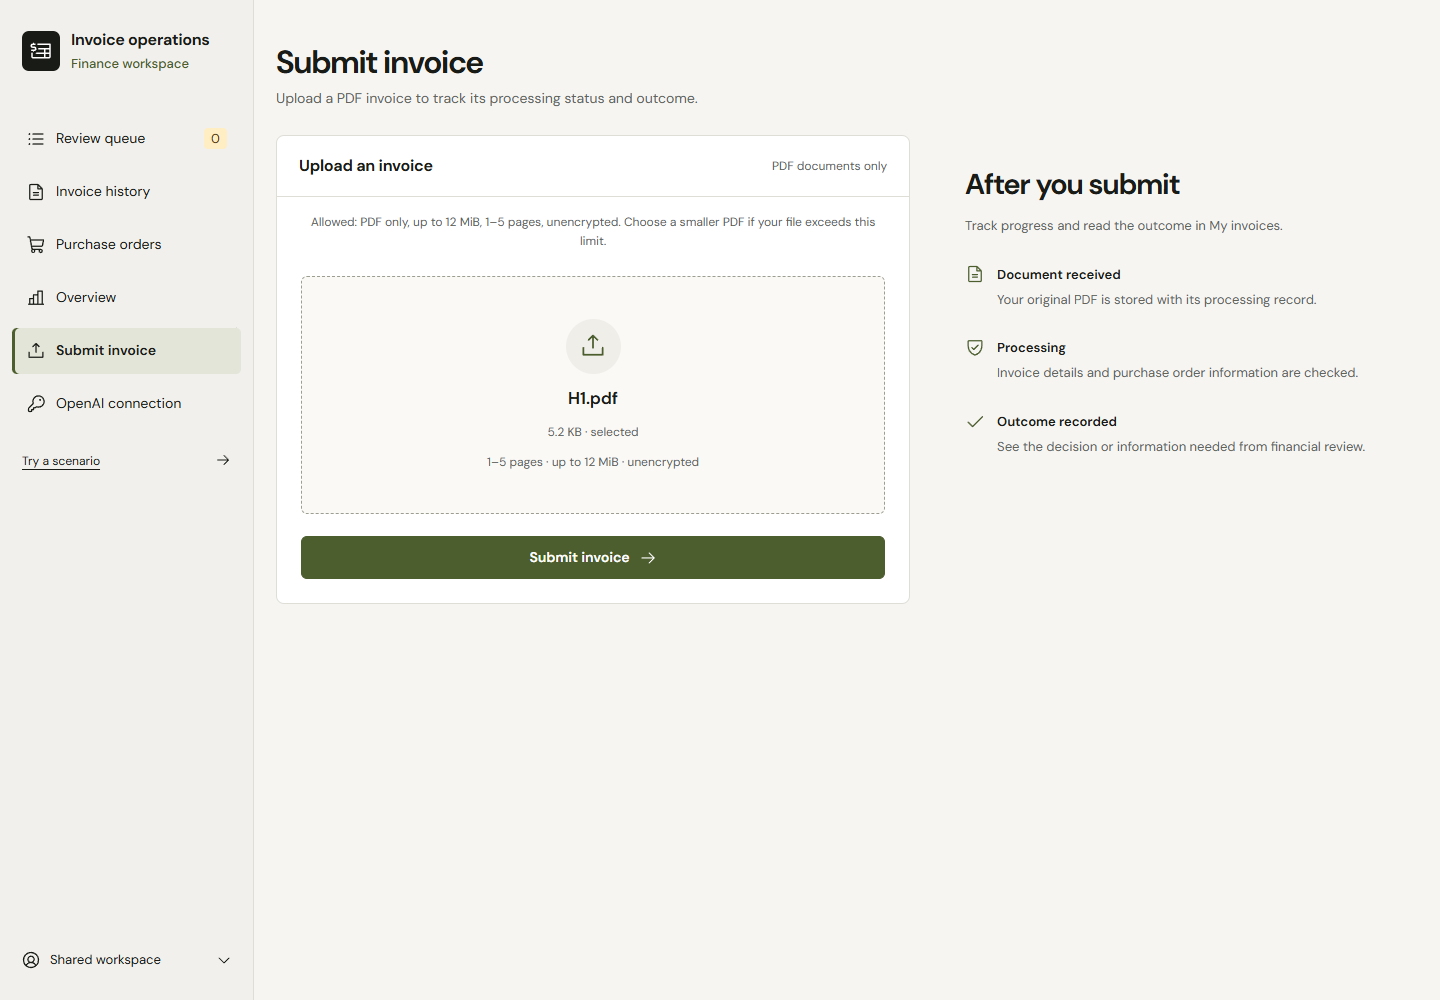 Invoice operations
Finance workspace
Review queue 0
Invoice history
Purchase orders
Overview
Submit invoice
OpenAI connection
Try a scenario
Shared workspace
Submit invoice
Upload a PDF invoice to track its processing status and outcome.
Upload an invoice
PDF documents only
Allowed: PDF only, up to 12 MiB, 1–5 pages, unencrypted. Choose a smaller PDF if your file exceeds this
limit.
H1.pdf
5.2 KB · selected
1–5 pages · up to 12 MiB · unencrypted
Submit invoice
After you submit
Track progress and read the outcome in My invoices.
Document received
Your original PDF is stored with its processing record.
Processing
Invoice details and purchase order information are checked.
Outcome recorded
See the decision or information needed from financial review.